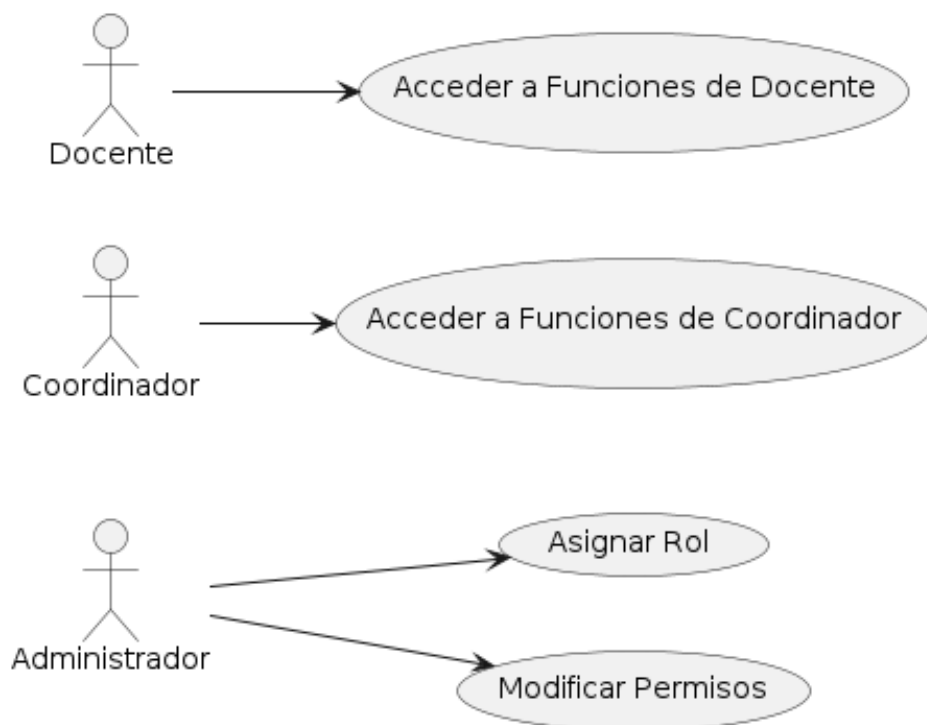 Acceder a Funciones de Docente
Docente
Acceder a Funciones de Coordinador
Coordinador
Asignar Rol
Administrador
Modificar Permisos